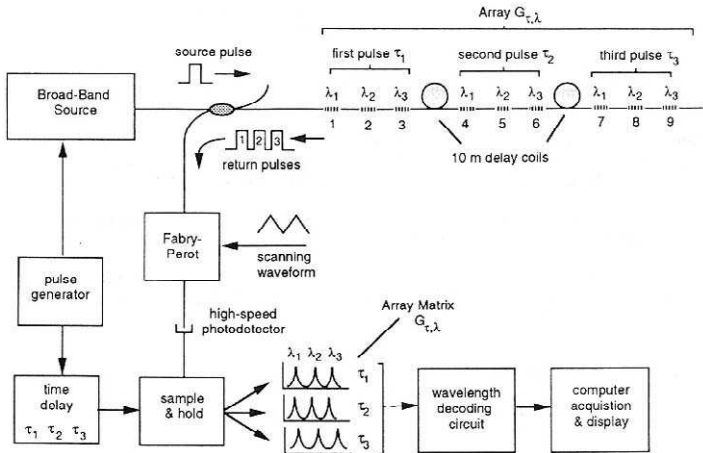 Array G τ,λ
source pulse
first pulse τ1
second pulse τ2
third pulse τ3
Broad-Band
Source
λ1 λ2 λ3
λ1 λ2 λ3
λ1 λ2 λ3
1 2 3
4 5 6
7 8 9
1 2 3
return pulses
10 m delay coils
Fabry-
Perot
scanning
waveform
pulse
generator
high-speed
photodetector
Array Matrix
G τ,λ
λ1 λ2 λ3
time
delay
τ1 τ2 τ3
sample
& hold
τ1
τ2
τ3
wavelength
decoding
circuit
computer
acquistion
& display